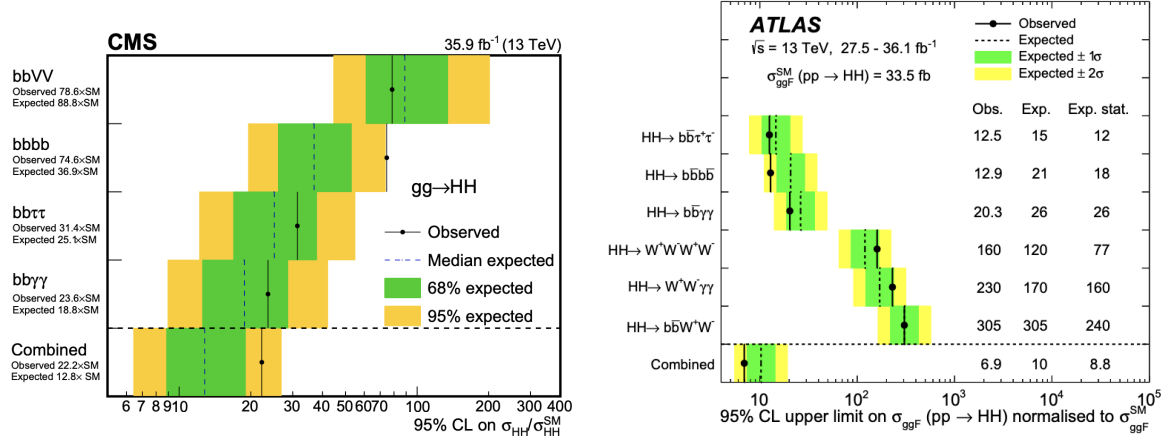 CMS
35.9 fb⁻¹ (13 TeV)
bbVV
Observed 78.6×SM
Expected 88.8×SM
bbbb
Observed 74.6×SM
Expected 36.9×SM
gg→HH
bbττ
Observed 31.4×SM
Expected 25.1×SM
Observed
Median expected
68% expected
95% expected
bbγγ
Observed 23.6×SM
Expected 18.8×SM
Combined
Observed 22.2×SM
Expected 12.8× SM
6 7 8 910 20 30 40 50 6070 100 200 300 400
95% CL on σHH/σHH^SM
ATLAS
√s = 13 TeV, 27.5 - 36.1 fb⁻¹
σggF^SM (pp → HH) = 33.5 fb
Observed
Expected
Expected ± 1σ
Expected ± 2σ
Obs. Exp. Exp. stat.
HH→ bb̅τ⁺τ⁻ 12.5 15 12
HH→ bb̅bb̅ 12.9 21 18
HH→ bb̅γγ 20.3 26 26
HH→ W⁺W⁻W⁺W⁻ 160 120 77
HH→ W⁺W⁻γγ 230 170 160
HH→ bb̅W⁺W⁻ 305 305 240
Combined 6.9 10 8.8
10 10² 10³ 10⁴ 10⁵
95% CL upper limit on σggF (pp → HH) normalised to σggF^SM